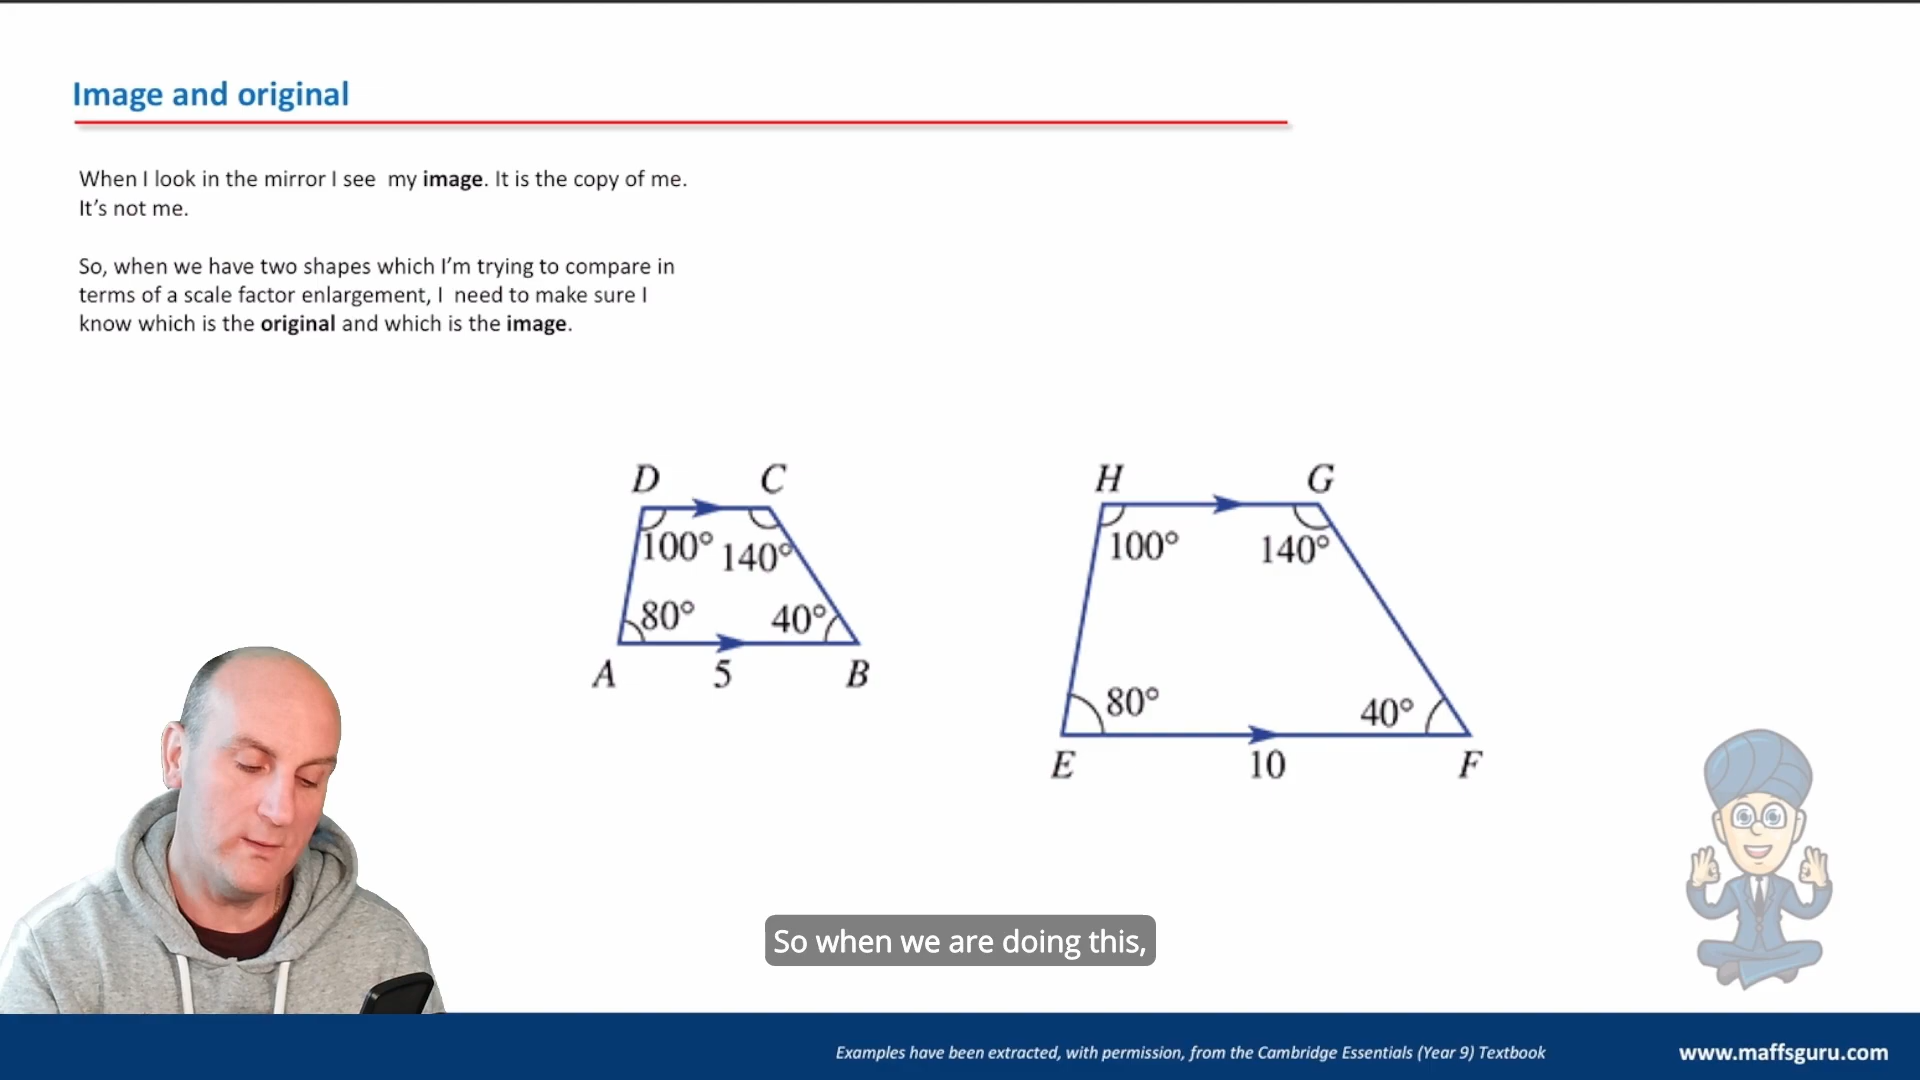 Image and original
When I look in the mirror I see  my image. It is the copy of me.
It's not me.
So, when we have two shapes which I'm trying to compare in
terms of a scale factor enlargement, I  need to make sure I
know which is the original and which is the image.
D C
100° 140°
80° 40°
A 5 B
H G
100° 140°
80° 40°
E 10 F
So when we are doing this,
Examples have been extracted, with permission, from the Cambridge Essentials (Year 9) Textbook
www.maffsguru.com